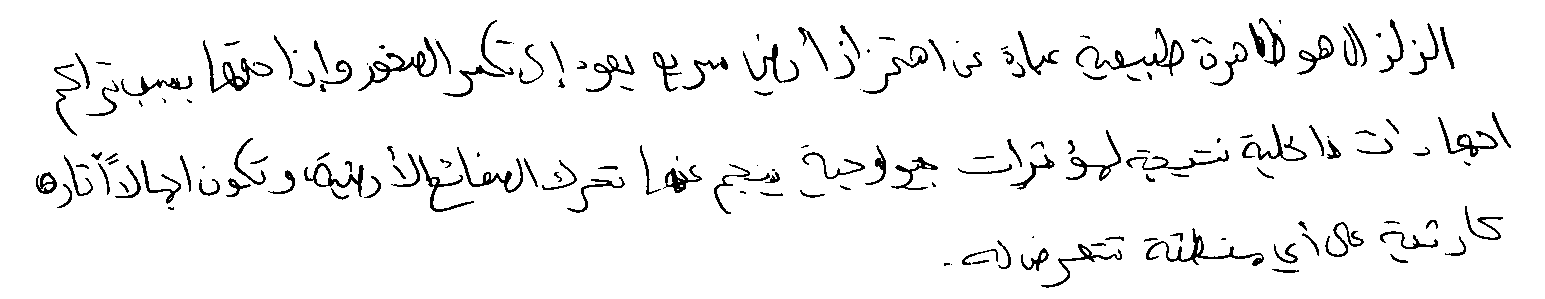 الزلزال هو ظاهرة طبيعية عبارة عن اهتزاز أرضي سريع يعود إلى تكسر الصخور وإزاحتها بسبب تراكم
اجهادات داخلية نتيجة لمؤثرات جيولوجية ينجم عنها تحرك الصفائح الأرضية، وتكون اجمالاً آثاره
كارثية على أي منطقة تتعرض له.